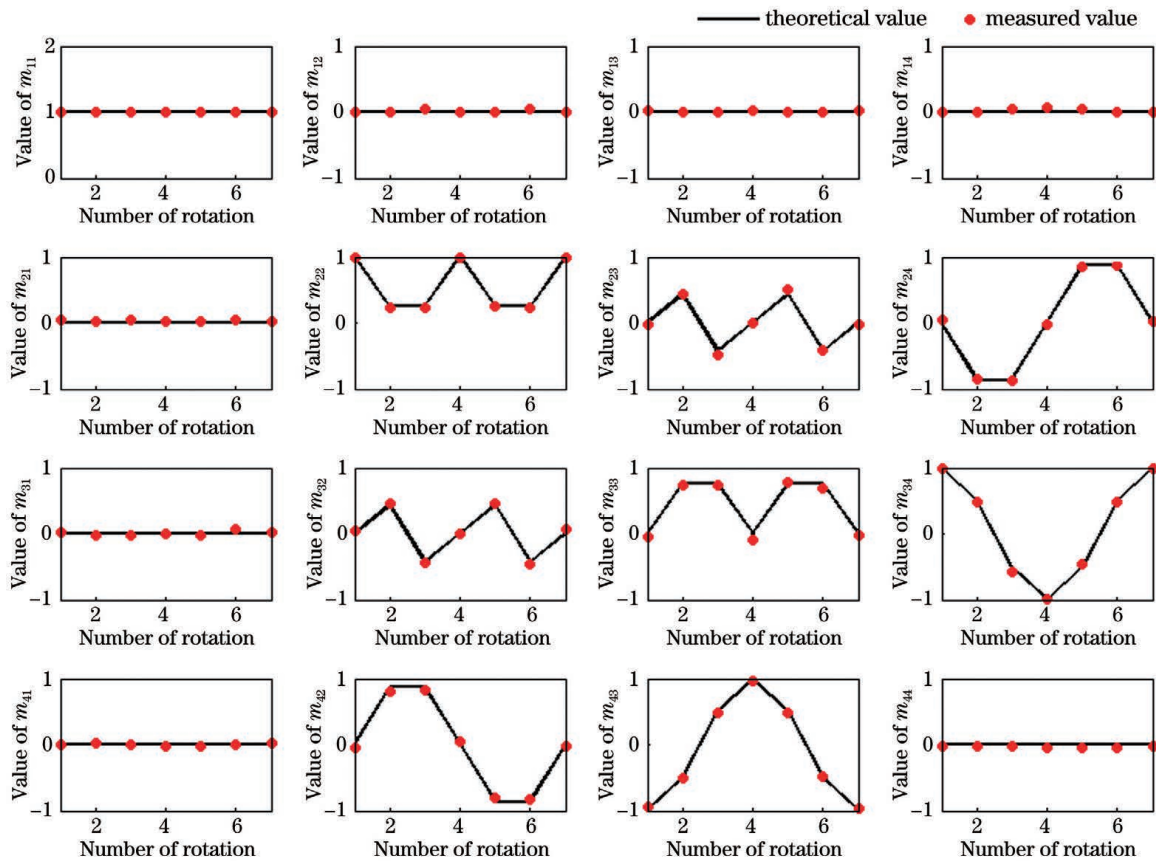 theoretical value measured value
Value of m11
2
1
0
2 4 6
Number of rotation
Value of m12
1
0
−1
2 4 6
Number of rotation
Value of m13
1
0
−1
2 4 6
Number of rotation
Value of m14
1
0
−1
2 4 6
Number of rotation
Value of m21
1
0
−1
2 4 6
Number of rotation
Value of m22
1
0
−1
2 4 6
Number of rotation
Value of m23
1
0
−1
2 4 6
Number of rotation
Value of m24
1
0
−1
2 4 6
Number of rotation
Value of m31
1
0
−1
2 4 6
Number of rotation
Value of m32
1
0
−1
2 4 6
Number of rotation
Value of m33
1
0
−1
2 4 6
Number of rotation
Value of m34
1
0
−1
2 4 6
Number of rotation
Value of m41
1
0
−1
2 4 6
Number of rotation
Value of m42
1
0
−1
2 4 6
Number of rotation
Value of m43
1
0
−1
2 4 6
Number of rotation
Value of m44
1
0
−1
2 4 6
Number of rotation